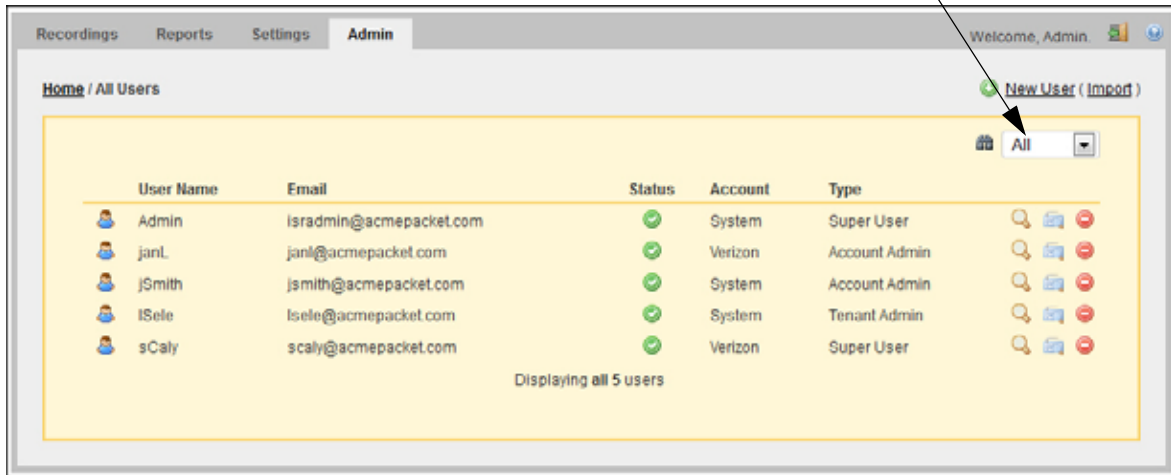 Recordings Reports Settings Admin Welcome, Admin.
Home / All Users New User ( Import )
All
User Name Email Status Account Type
Admin isradmin@acmepacket.com System Super User
janL janl@acmepacket.com Verizon Account Admin
jSmith jsmith@acmepacket.com System Account Admin
lSele lsele@acmepacket.com System Tenant Admin
sCaly scaly@acmepacket.com Verizon Super User
Displaying all 5 users